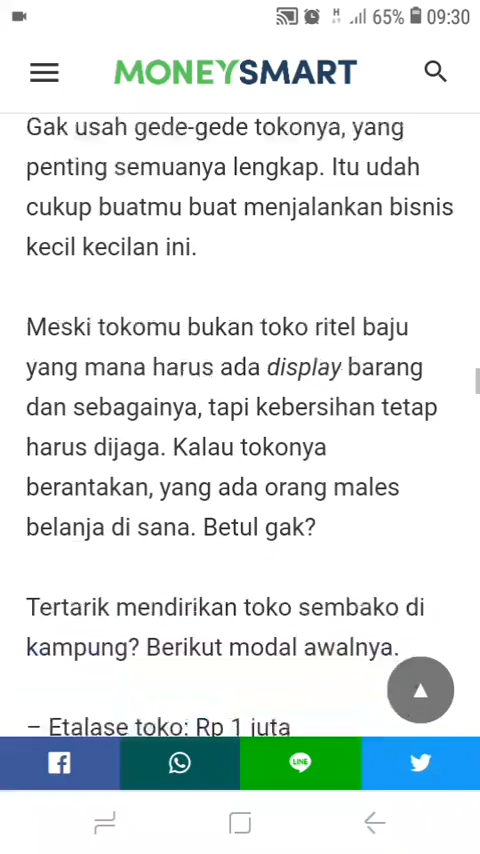 65% 09:30
MONEYSMART
Gak usah gede-gede tokonya, yang
penting semuanya lengkap. Itu udah
cukup buatmu buat menjalankan bisnis
kecil kecilan ini.
Meski tokomu bukan toko ritel baju
yang mana harus ada display barang
dan sebagainya, tapi kebersihan tetap
harus dijaga. Kalau tokonya
berantakan, yang ada orang males
belanja di sana. Betul gak?
Tertarik mendirikan toko sembako di
kampung? Berikut modal awalnya.
– Etalase toko: Rp 1 juta
LINE